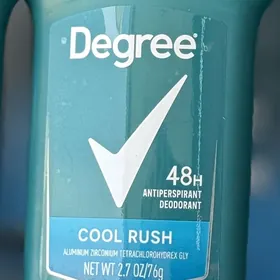 Degree®
48H
ANTIPERSPIRANT
DEODORANT
COOL RUSH
ALUMINUM ZIRCONIUM TETRACHLOROHYDREX GLY
NET WT 2.7 OZ/76g